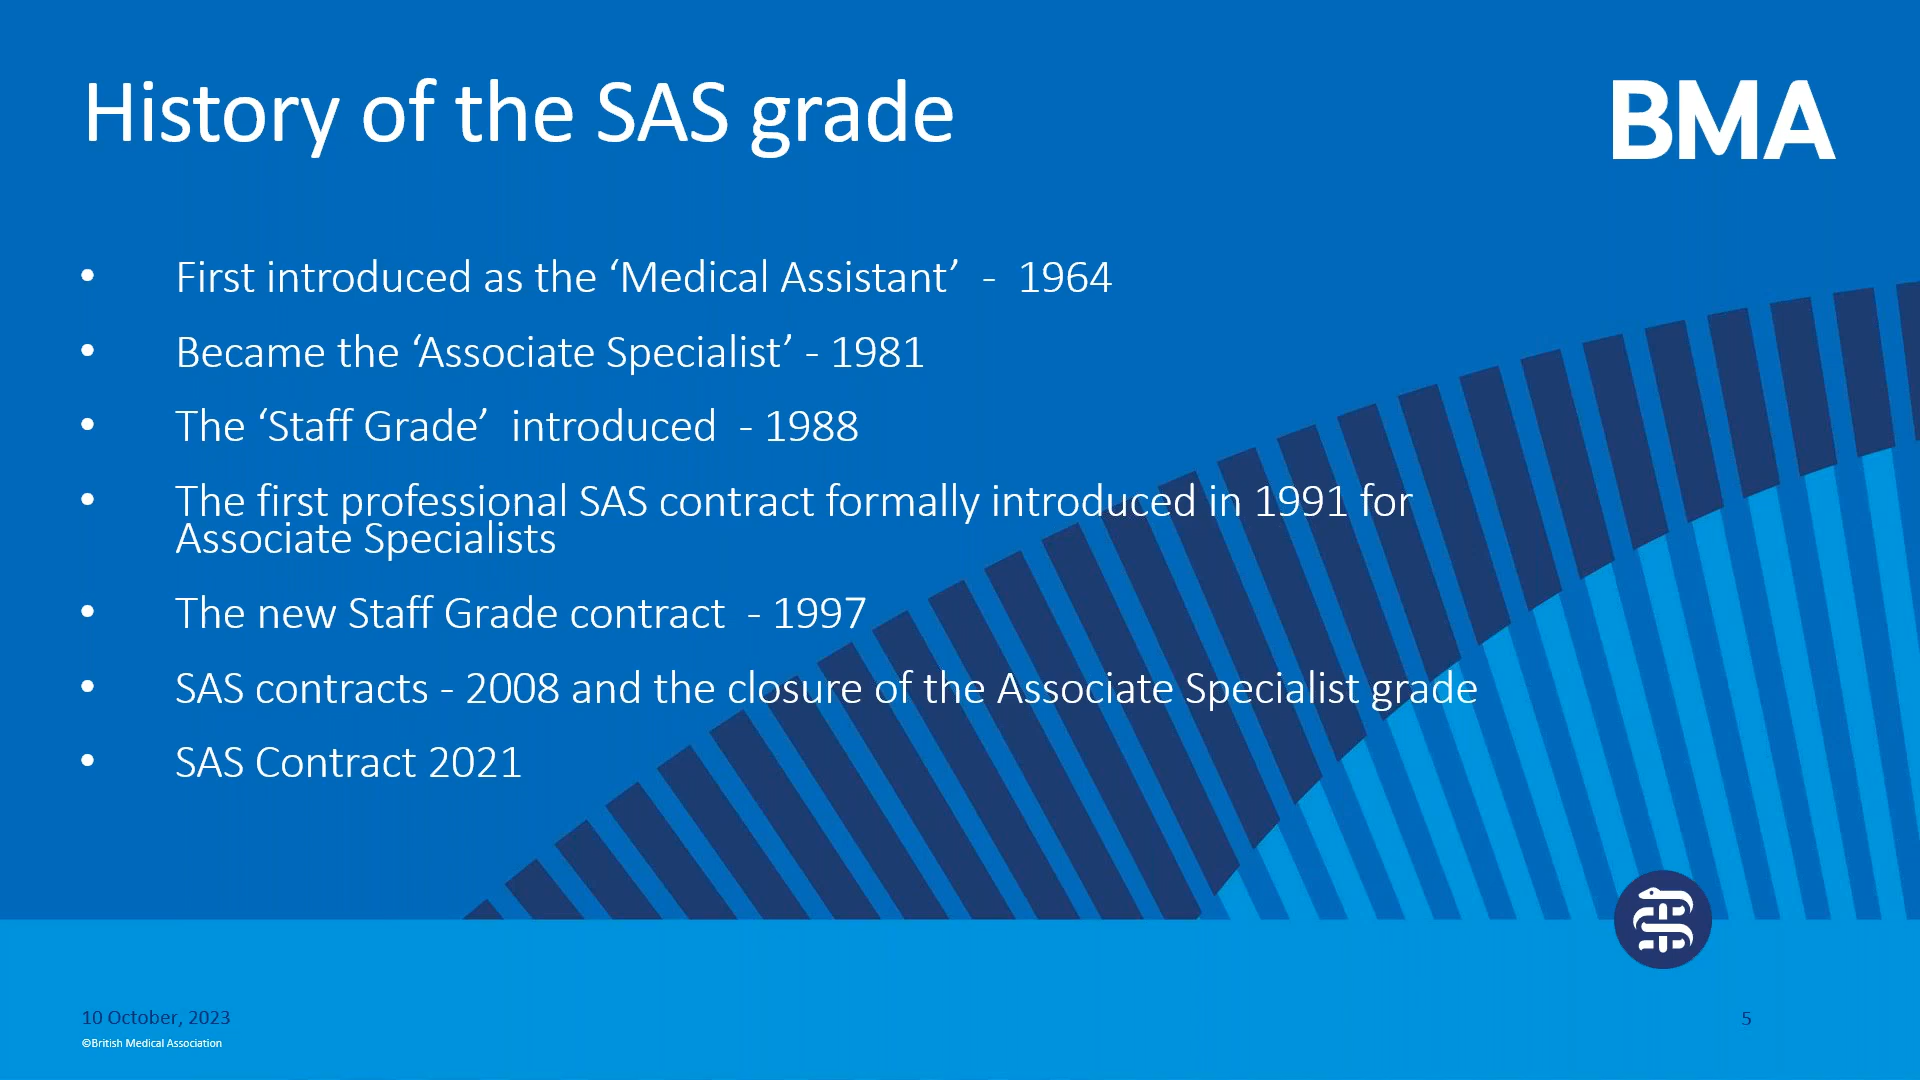 History of the SAS grade
BMA
• First introduced as the ‘Medical Assistant’ - 1964
• Became the ‘Associate Specialist’ - 1981
• The ‘Staff Grade’ introduced - 1988
• The first professional SAS contract formally introduced in 1991 for
Associate Specialists
• The new Staff Grade contract - 1997
• SAS contracts - 2008 and the closure of the Associate Specialist grade
• SAS Contract 2021
10 October, 2023
5
©British Medical Association